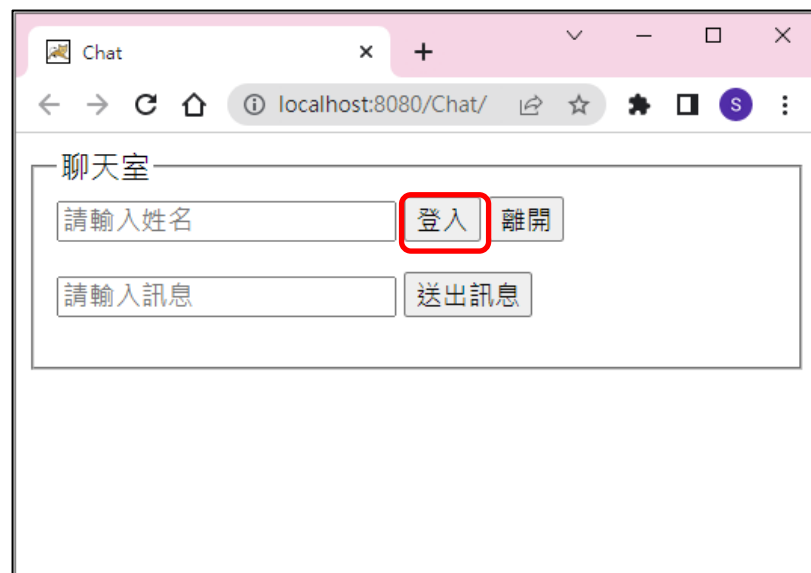 Chat
localhost:8080/Chat/
S
聊天室
請輸入姓名 登入 離開
請輸入訊息 送出訊息